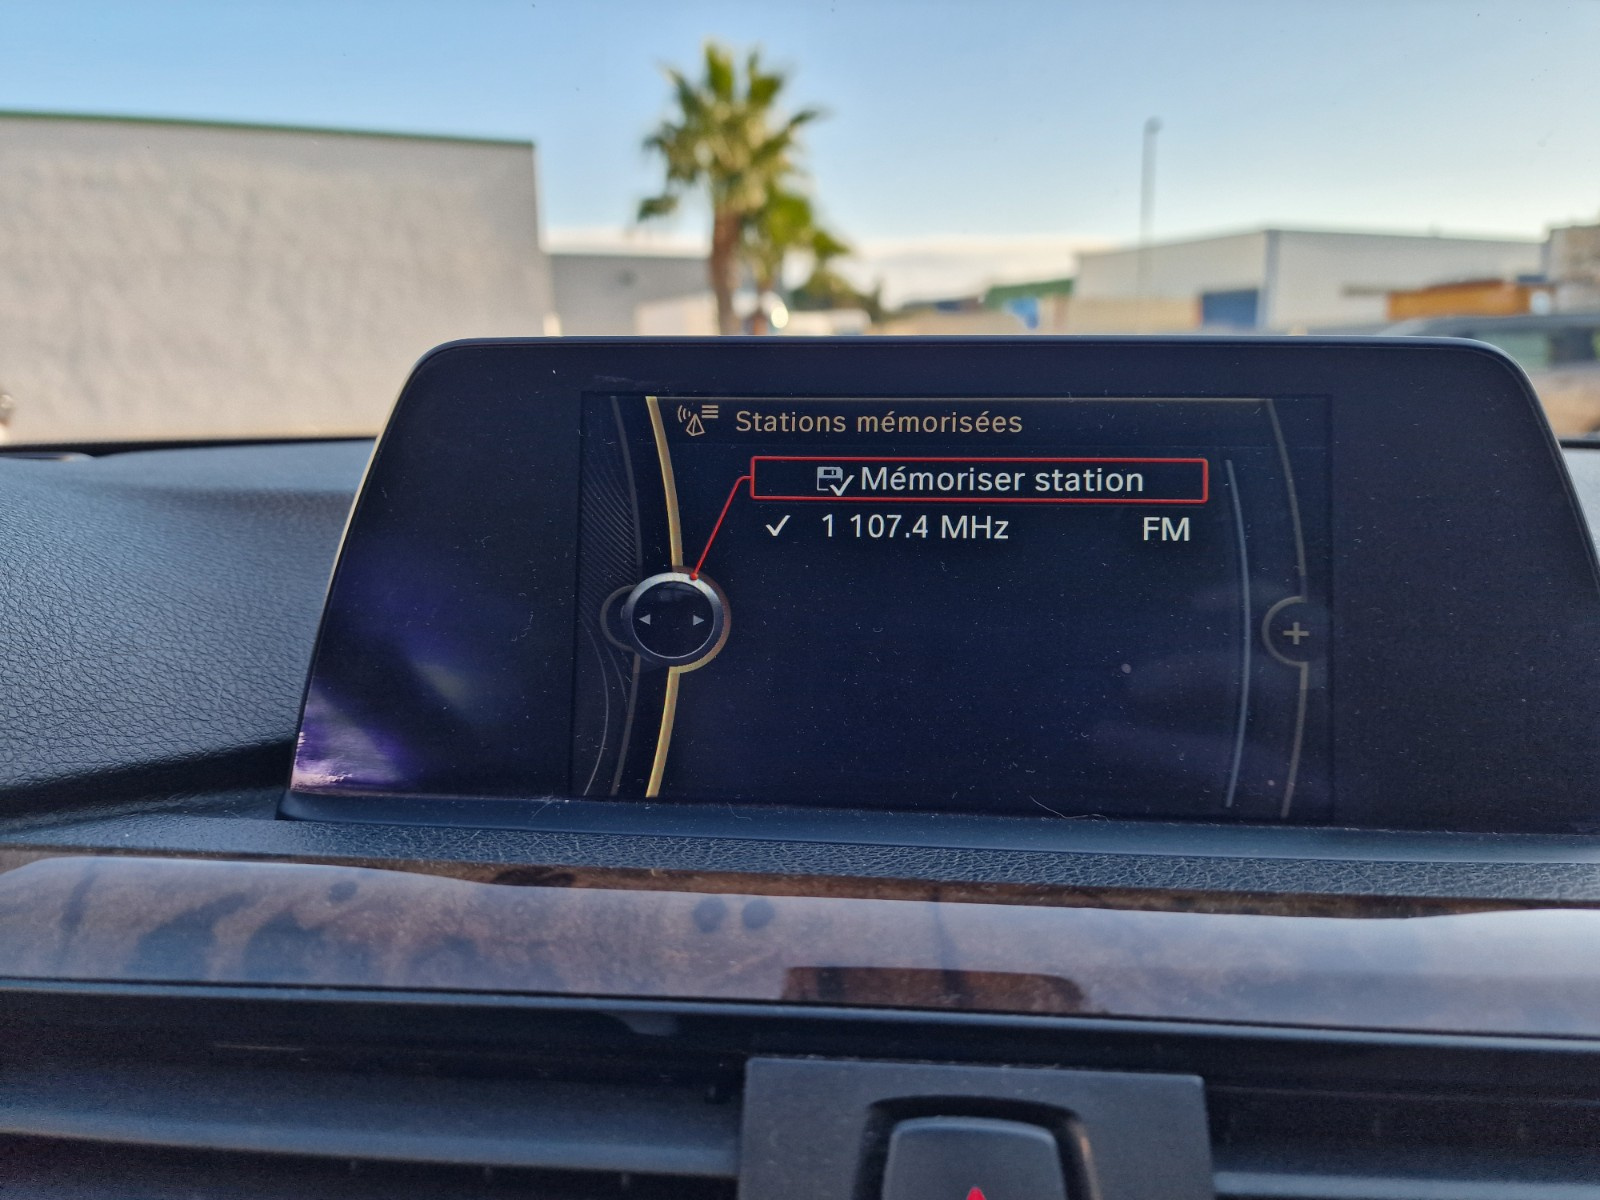 Stations mémorisées
Mémoriser station
1 107.4 MHz FM